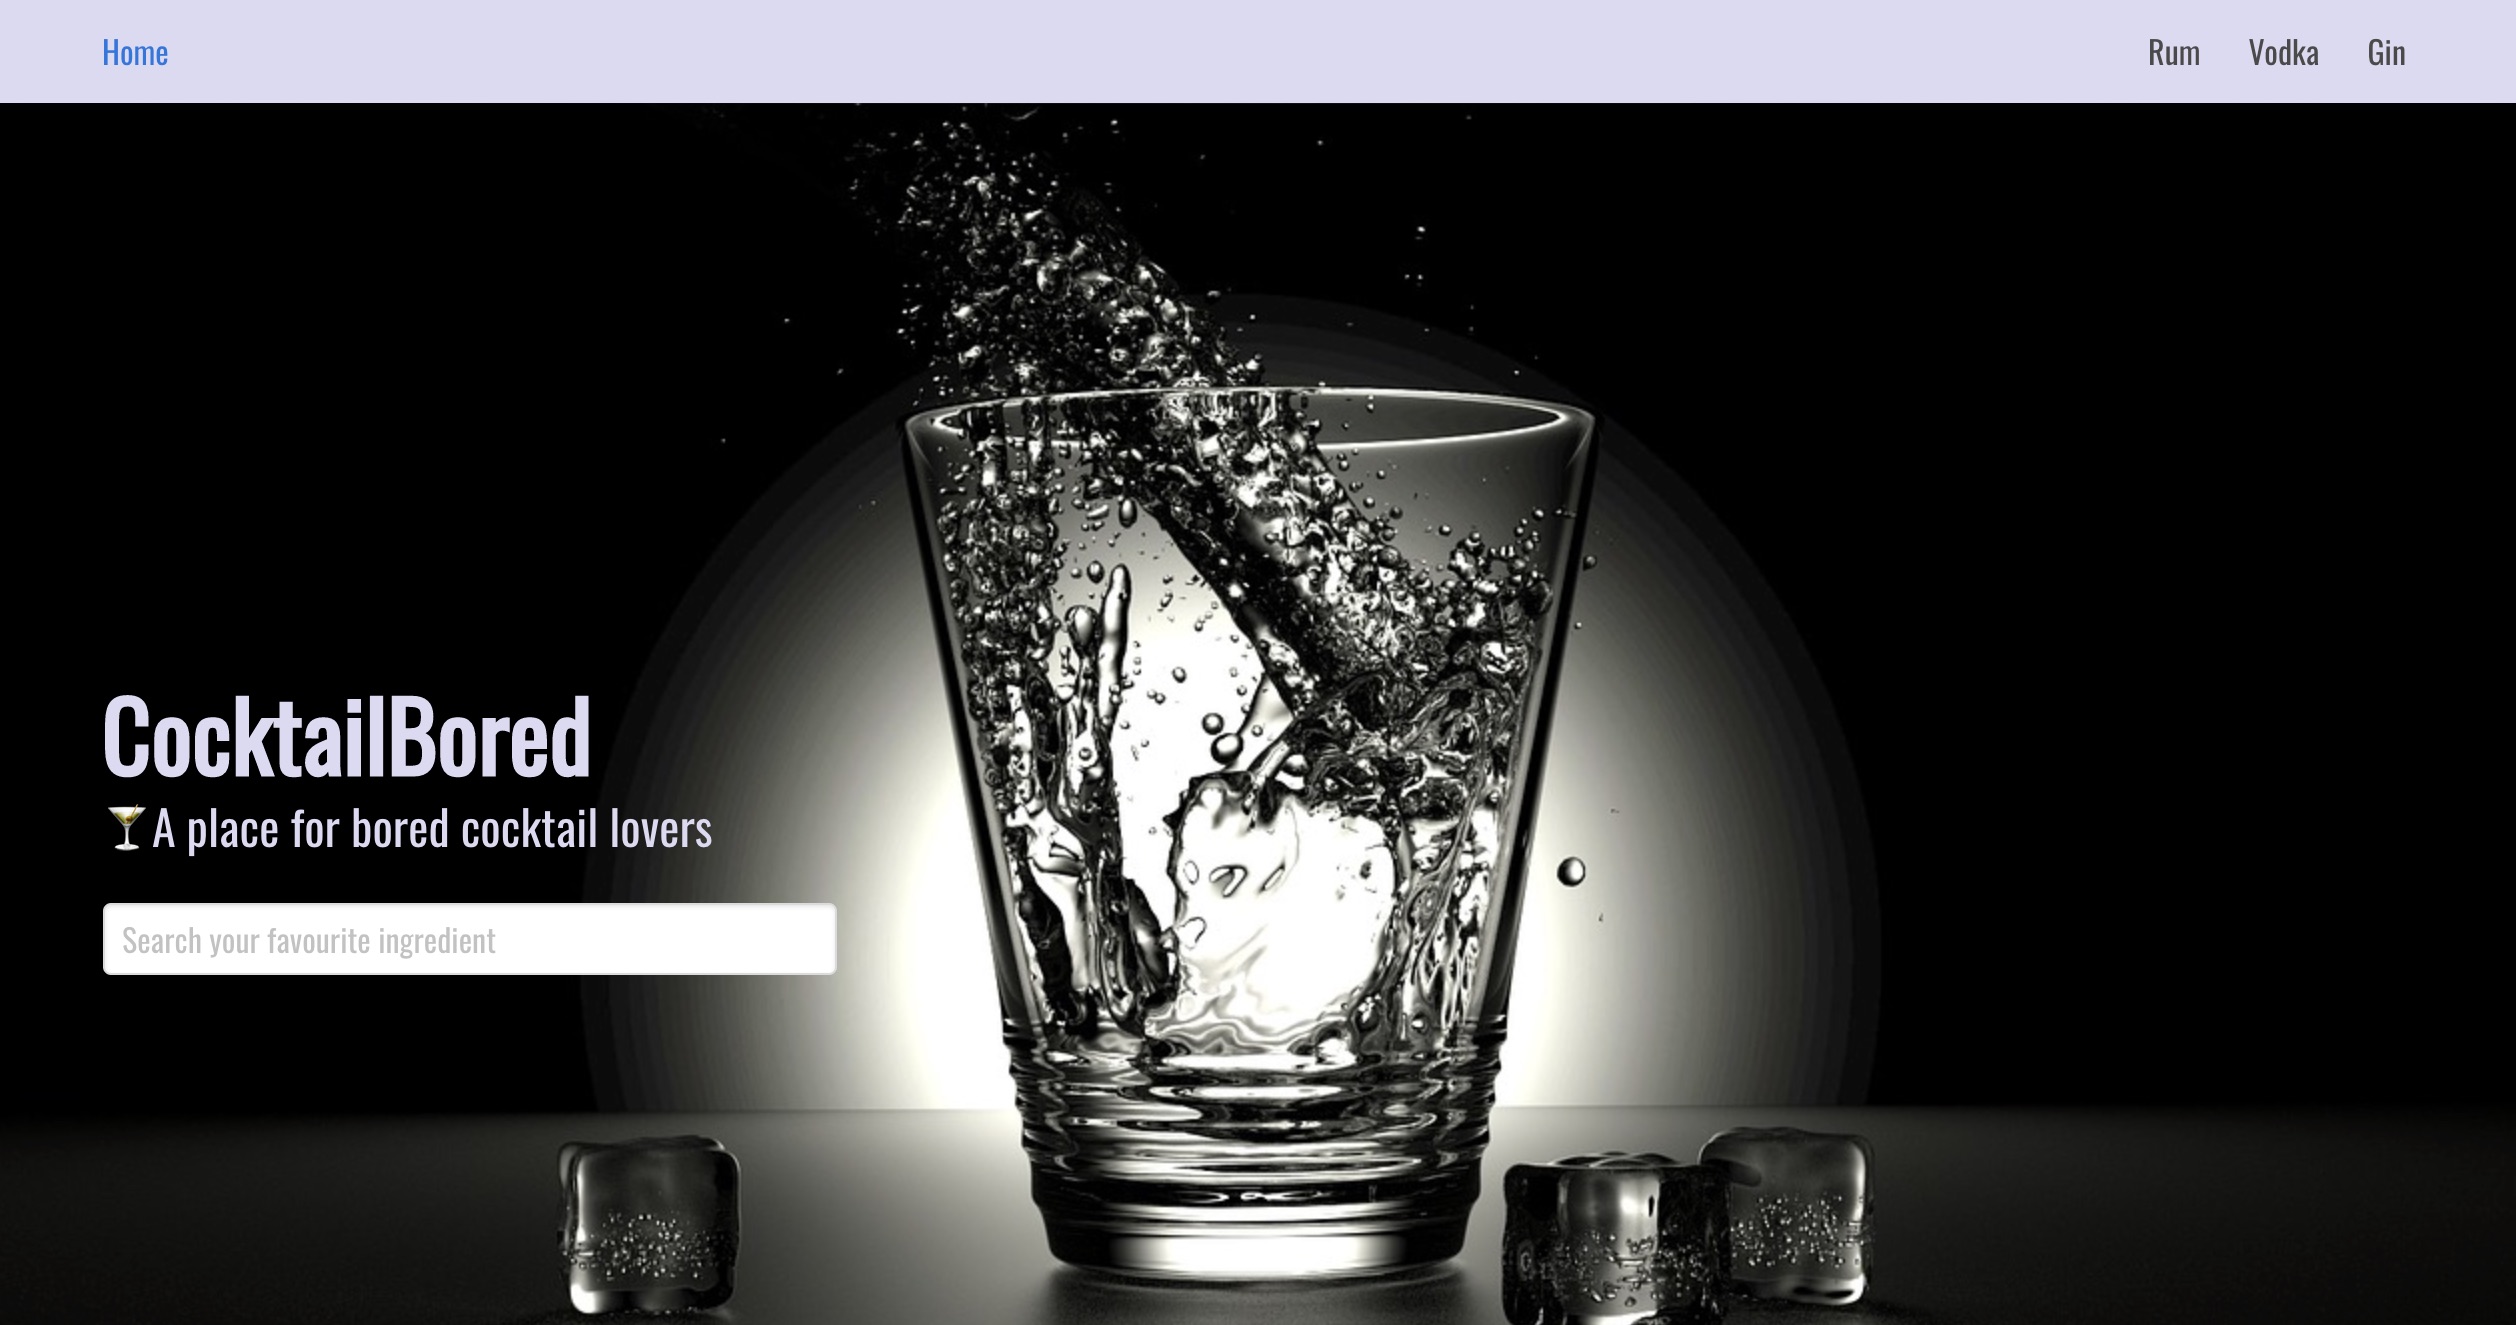 Home
Rum Vodka Gin
CocktailBored
🍸A place for bored cocktail lovers
Search your favourite ingredient